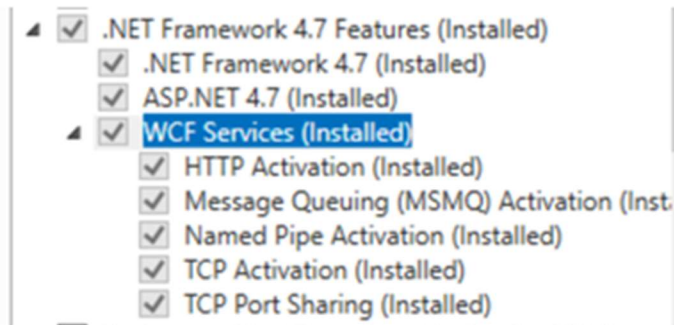 .NET Framework 4.7 Features (Installed)
.NET Framework 4.7 (Installed)
ASP.NET 4.7 (Installed)
WCF Services (Installed)
HTTP Activation (Installed)
Message Queuing (MSMQ) Activation (Inst
Named Pipe Activation (Installed)
TCP Activation (Installed)
TCP Port Sharing (Installed)